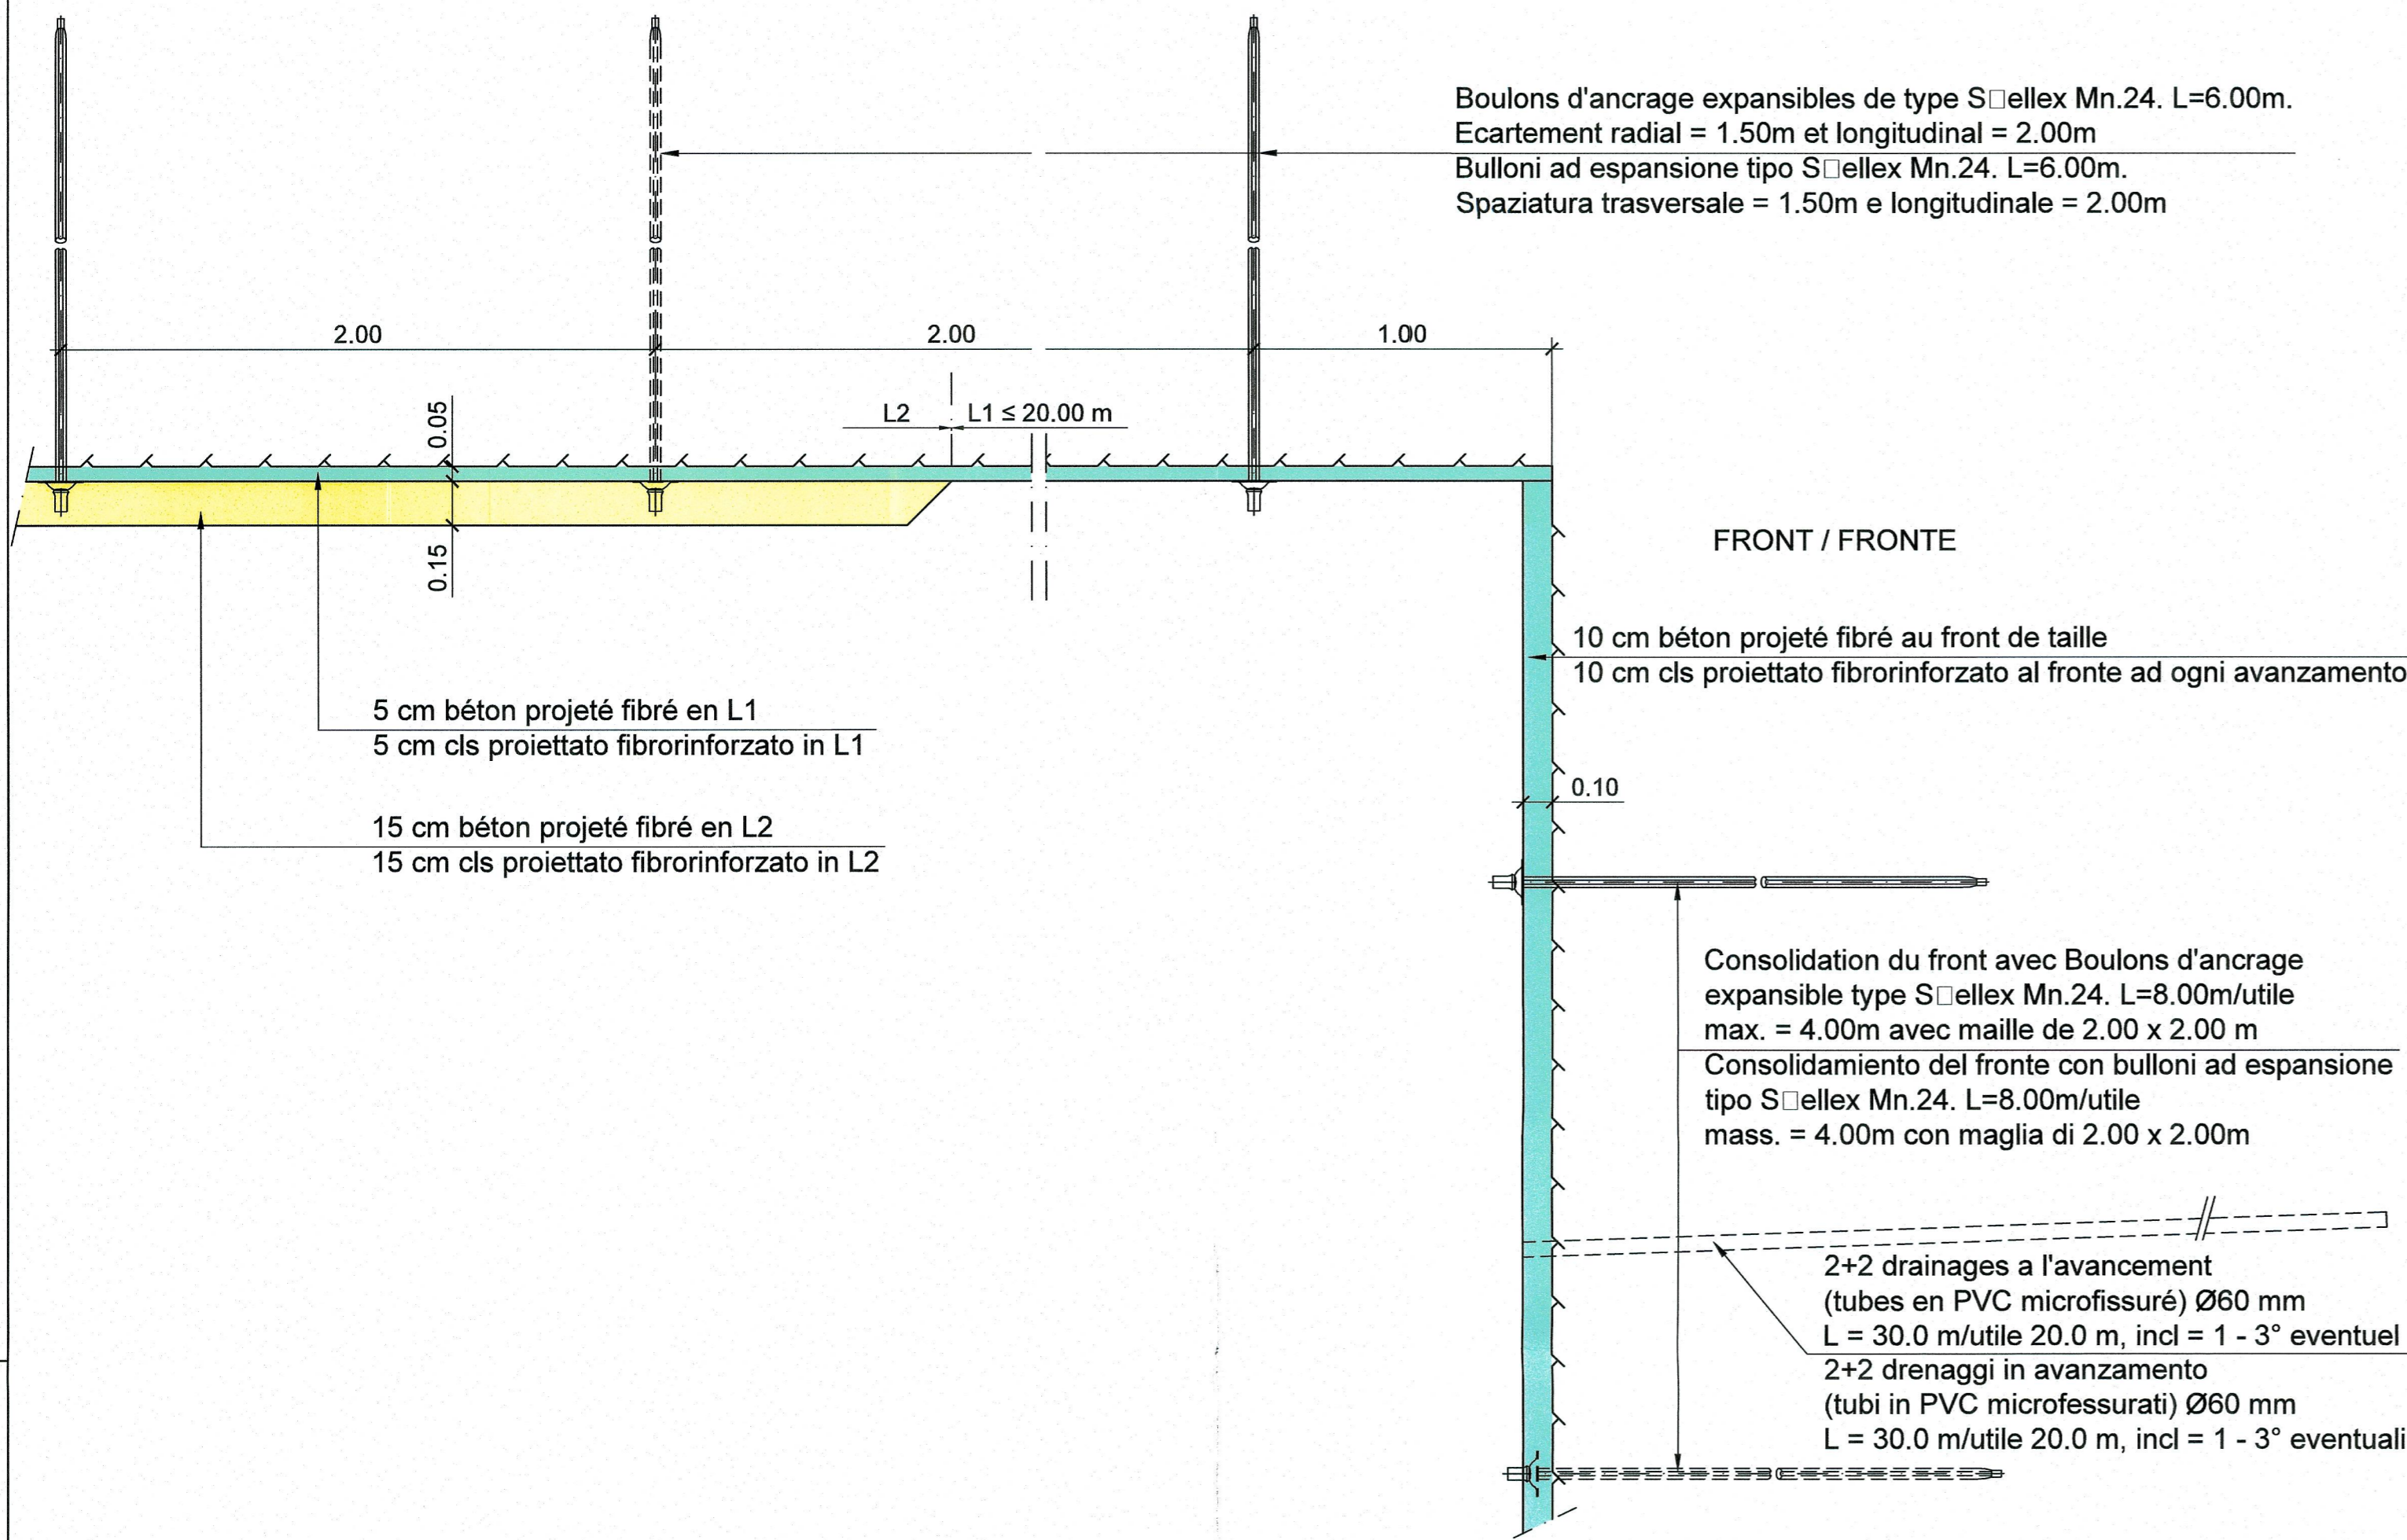 Boulons d'ancrage expansibles de type S□ellex Mn.24. L=6.00m.
Ecartement radial = 1.50m et longitudinal = 2.00m
Bulloni ad espansione tipo S□ellex Mn.24. L=6.00m.
Spaziatura trasversale = 1.50m e longitudinale = 2.00m
2.00
2.00
1.00
0.05
L2
L1 ≤ 20.00 m
0.15
FRONT / FRONTE
10 cm béton projeté fibré au front de taille
10 cm cls proiettato fibrorinforzato al fronte ad ogni avanzamento
5 cm béton projeté fibré en L1
5 cm cls proiettato fibrorinforzato in L1
0.10
15 cm béton projeté fibré en L2
15 cm cls proiettato fibrorinforzato in L2
Consolidation du front avec Boulons d'ancrage
expansible type S□ellex Mn.24. L=8.00m/utile
max. = 4.00m avec maille de 2.00 x 2.00 m
Consolidamiento del fronte con bulloni ad espansione
tipo S□ellex Mn.24. L=8.00m/utile
mass. = 4.00m con maglia di 2.00 x 2.00m
2+2 drainages a l'avancement
(tubes en PVC microfissuré) Ø60 mm
L = 30.0 m/utile 20.0 m, incl = 1 - 3° eventuel
2+2 drenaggi in avanzamento
(tubi in PVC microfessurati) Ø60 mm
L = 30.0 m/utile 20.0 m, incl = 1 - 3° eventuali